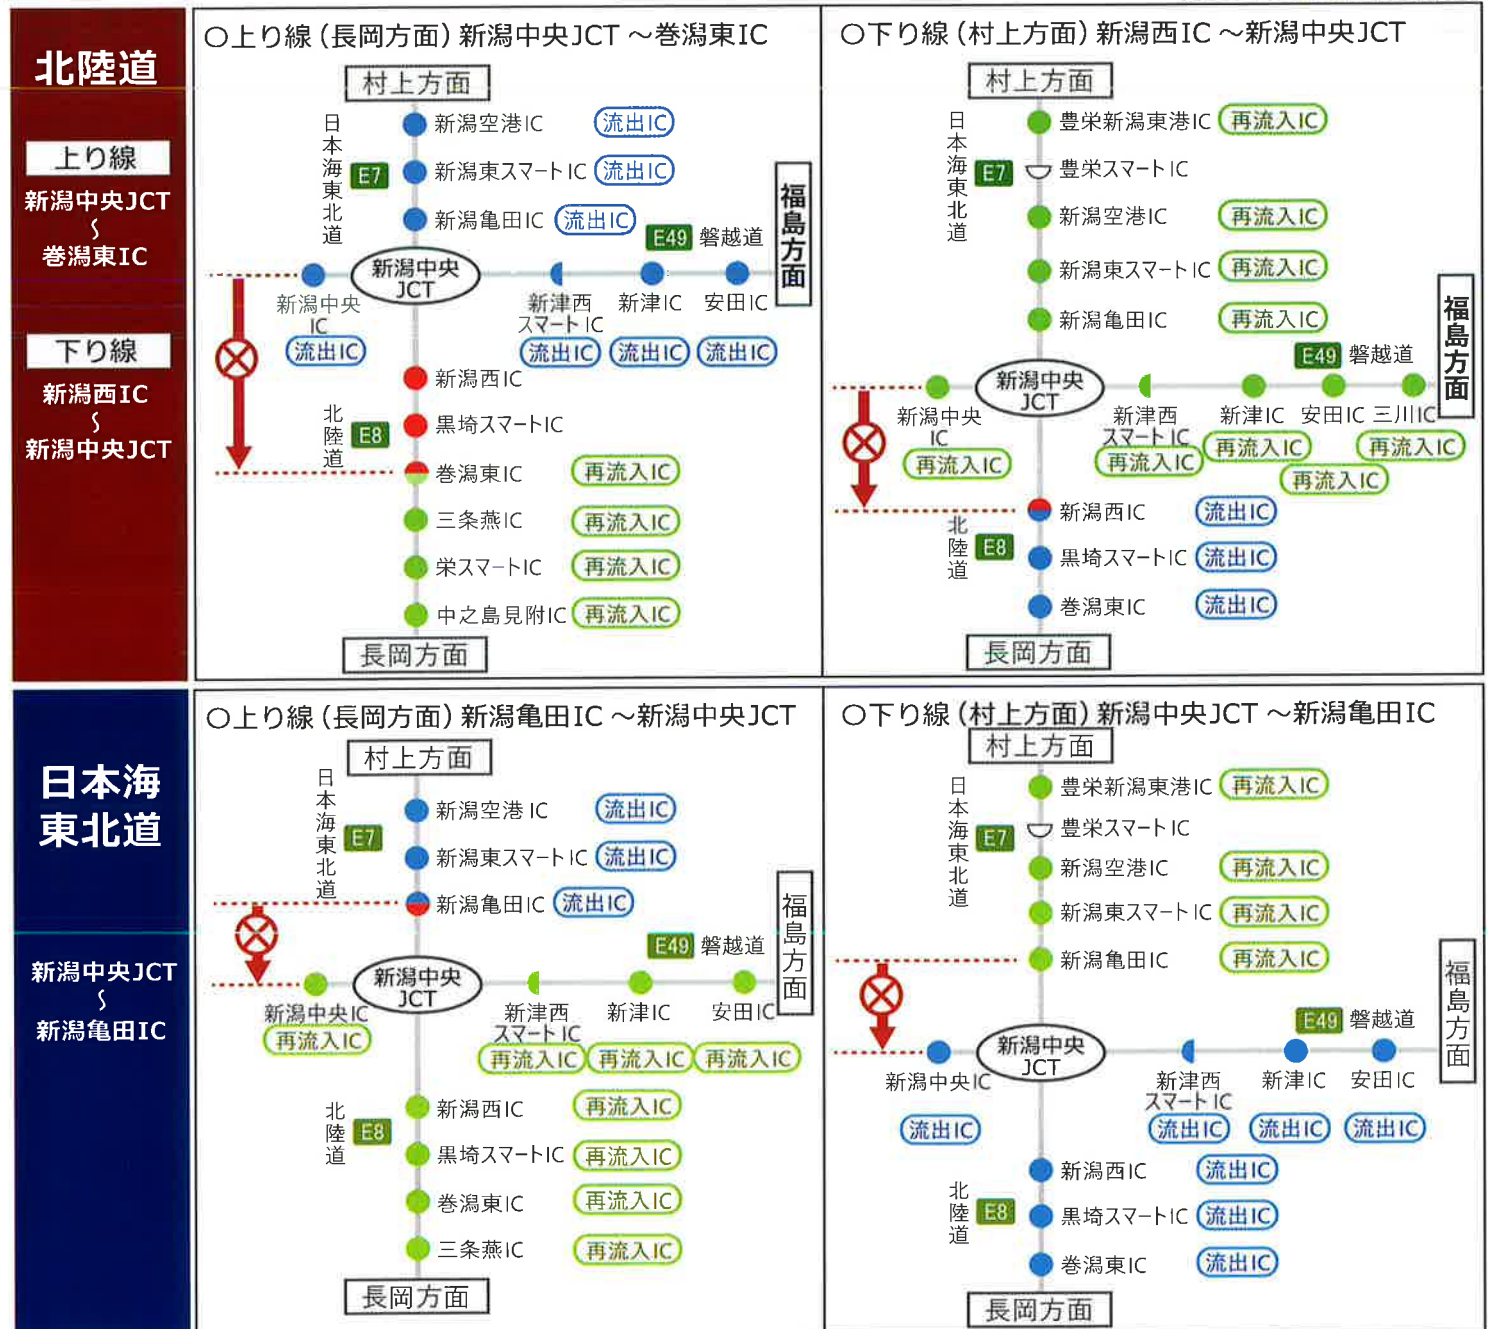 北陸道
上り線
新潟中央JCT
〜
巻潟東IC
下り線
新潟西IC
〜
新潟中央JCT
○上り線(長岡方面)新潟中央JCT ～巻潟東IC
村上方面
日本海東北道
E7
新潟空港IC
流出IC
新潟東スマートIC
流出IC
新潟亀田IC
流出IC
E49 磐越道
福島方面
新潟中央
JCT
新潟中央
IC
流出IC
新津西
スマートIC
流出IC
新津IC
流出IC
安田IC
流出IC
北陸道
E8
新潟西IC
黒埼スマートIC
巻潟東IC
再流入IC
三条燕IC
再流入IC
栄スマートIC
再流入IC
中之島見附IC
再流入IC
長岡方面
○下り線(村上方面)新潟西IC ～新潟中央JCT
村上方面
日本海東北道
E7
豊栄新潟東港IC
再流入IC
豊栄スマートIC
新潟空港IC
再流入IC
新潟東スマートIC
再流入IC
新潟亀田IC
再流入IC
E49 磐越道
福島方面
新潟中央
JCT
新潟中央
IC
再流入IC
新津西
スマートIC
再流入IC
新津IC
再流入IC
安田IC
再流入IC
三川IC
再流入IC
北陸道
E8
新潟西IC
流出IC
黒埼スマートIC
流出IC
巻潟東IC
流出IC
長岡方面
日本海
東北道
新潟中央JCT
〜
新潟亀田IC
○上り線(長岡方面)新潟亀田IC ～新潟中央JCT
村上方面
日本海東北道
E7
新潟空港IC
流出IC
新潟東スマートIC
流出IC
新潟亀田IC
流出IC
E49 磐越道
福島方面
新潟中央
JCT
新潟中央IC
再流入IC
新津西
スマートIC
再流入IC
新津IC
再流入IC
安田IC
再流入IC
北陸道
E8
新潟西IC
再流入IC
黒埼スマートIC
再流入IC
巻潟東IC
再流入IC
三条燕IC
再流入IC
長岡方面
○下り線(村上方面)新潟中央JCT ～新潟亀田IC
村上方面
日本海東北道
E7
豊栄新潟東港IC
再流入IC
豊栄スマートIC
新潟空港IC
再流入IC
新潟東スマートIC
再流入IC
新潟亀田IC
再流入IC
E49 磐越道
福島方面
新潟中央
JCT
新潟中央IC
流出IC
新津西
スマートIC
流出IC
新津IC
流出IC
安田IC
流出IC
北陸道
E8
新潟西IC
流出IC
黒埼スマートIC
流出IC
巻潟東IC
流出IC
長岡方面